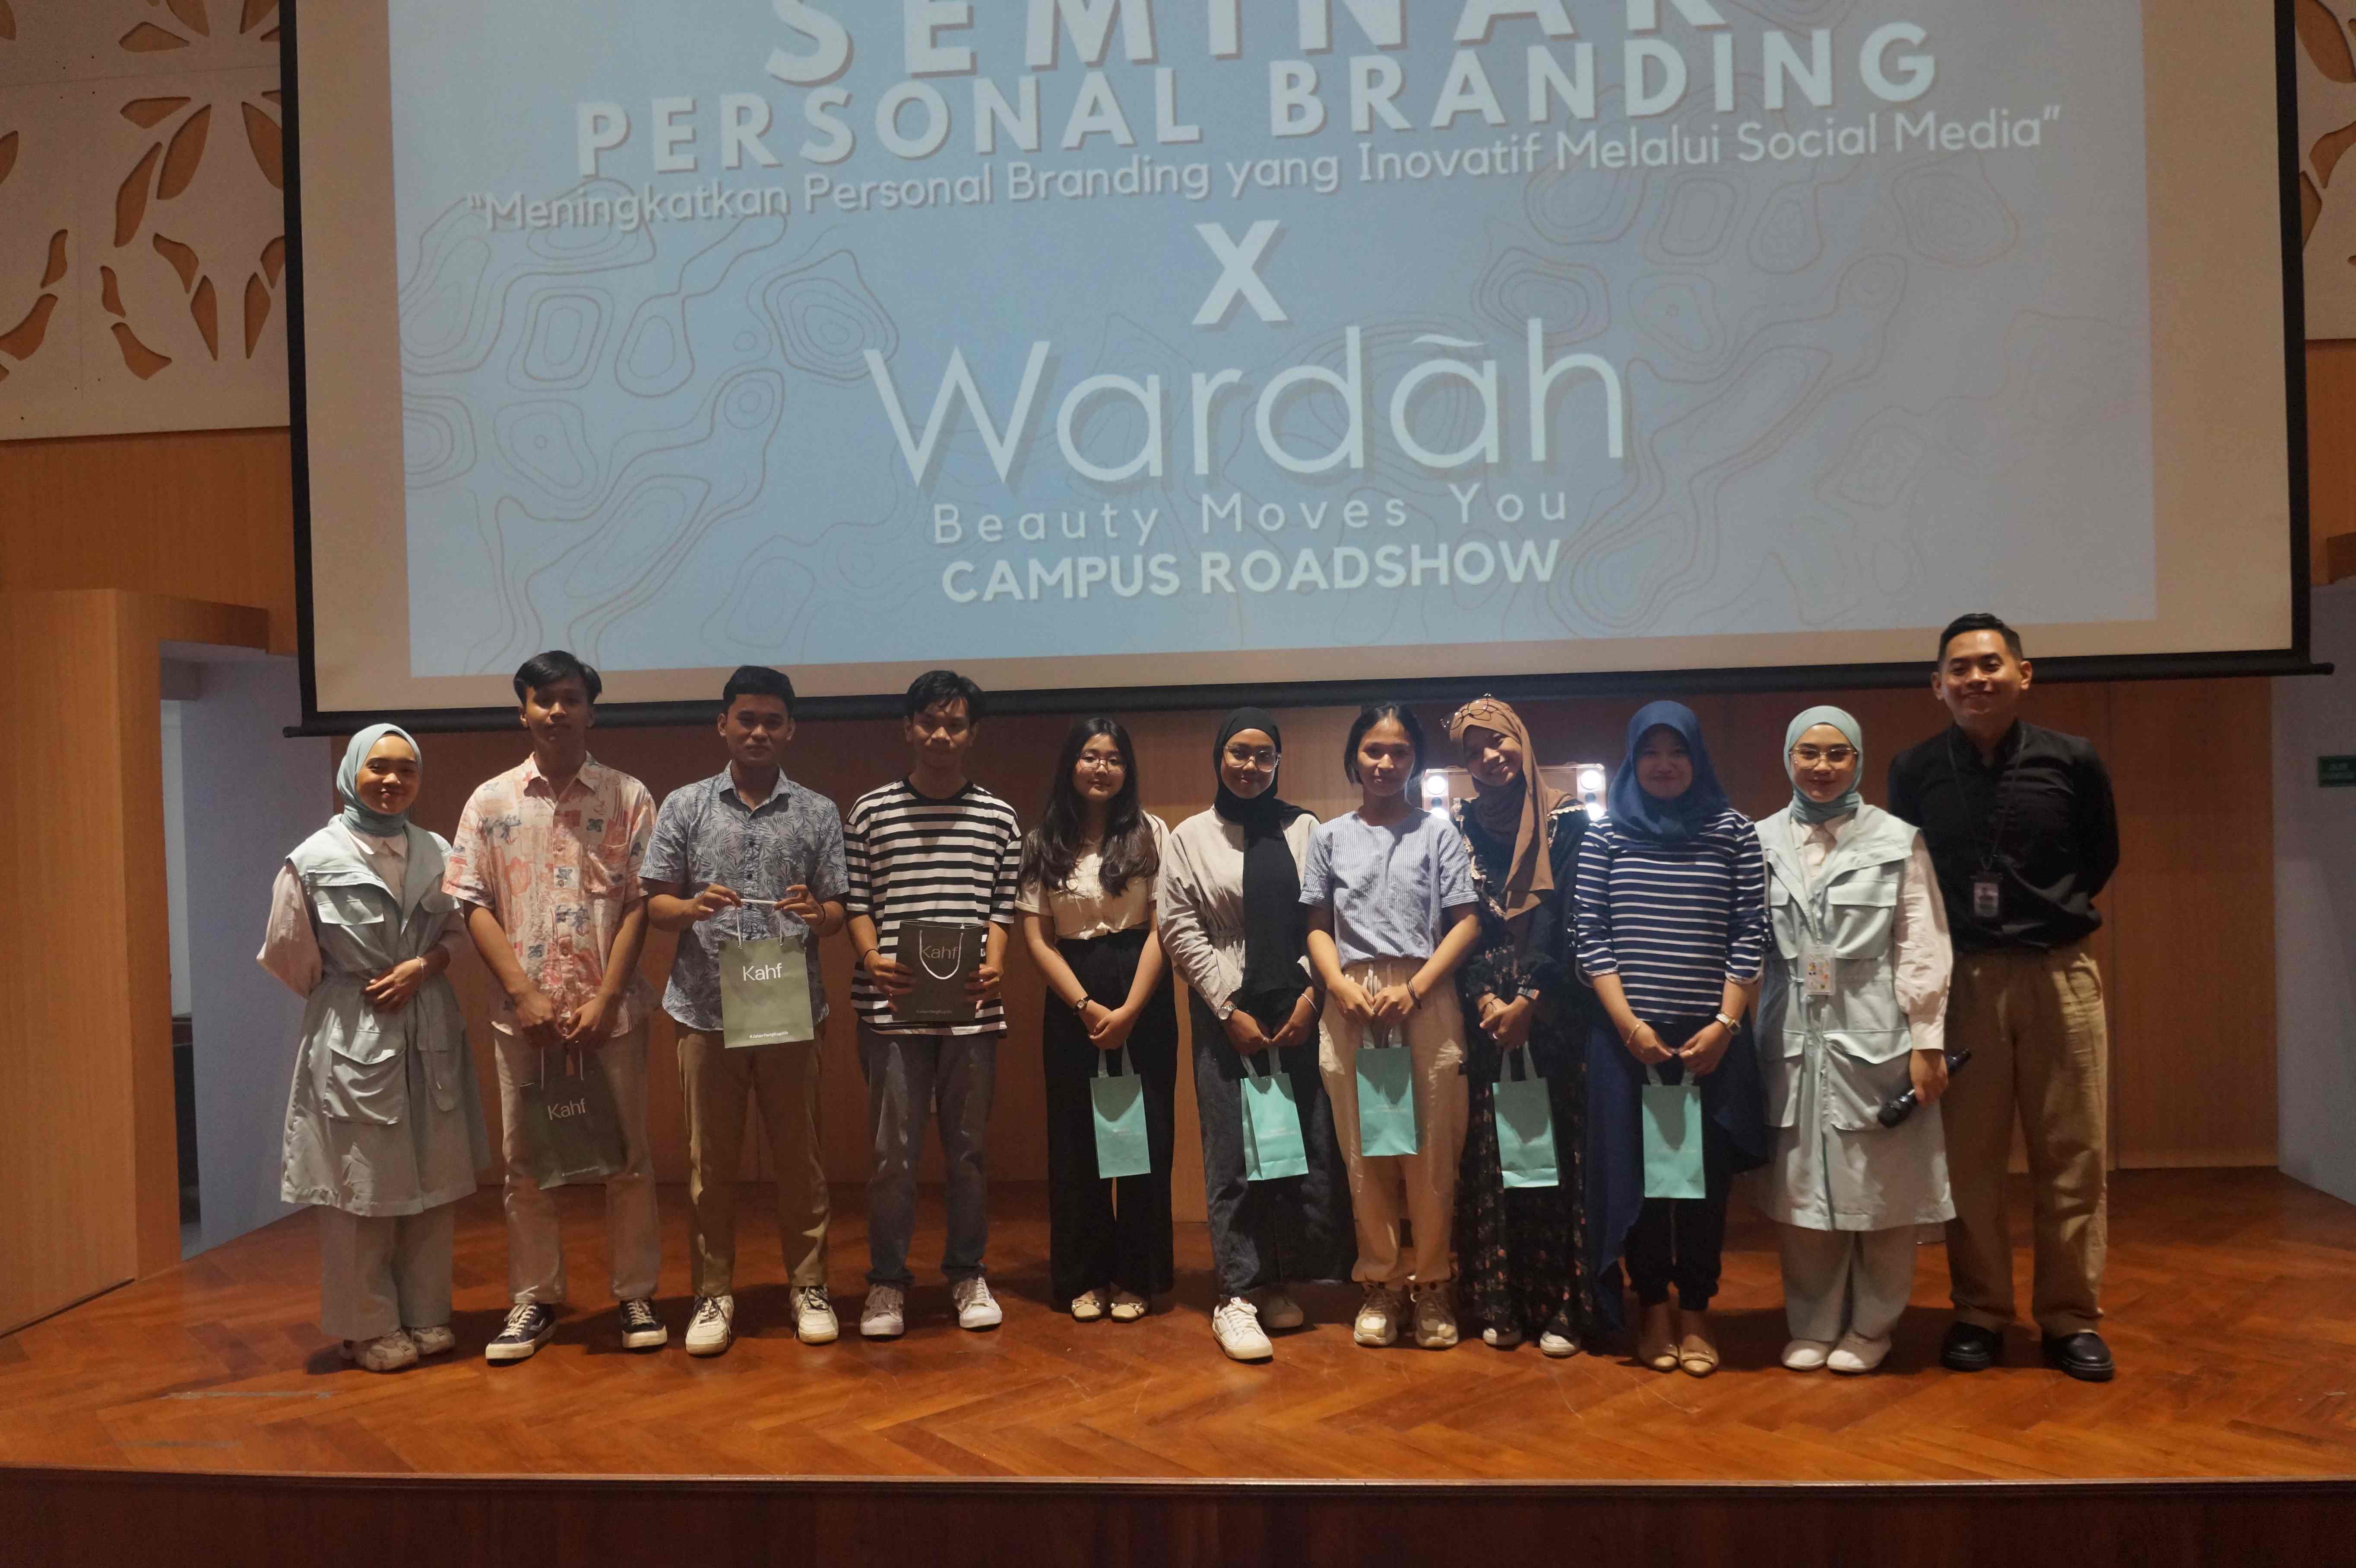 SEMINAR
PERSONAL BRANDING
"Meningkatkan Personal Branding yang Inovatif Melalui Social Media"
X
Wardãh
Beauty Moves You
CAMPUS ROADSHOW
Kahf
Kahf
Kahf